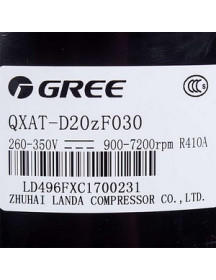 GREE
QXAT-D20zF030
260-350V 900-7200rpm R410A
LD496FXC1700231
ZHUHAI LANDA COMPRESSOR CO.,LTD.